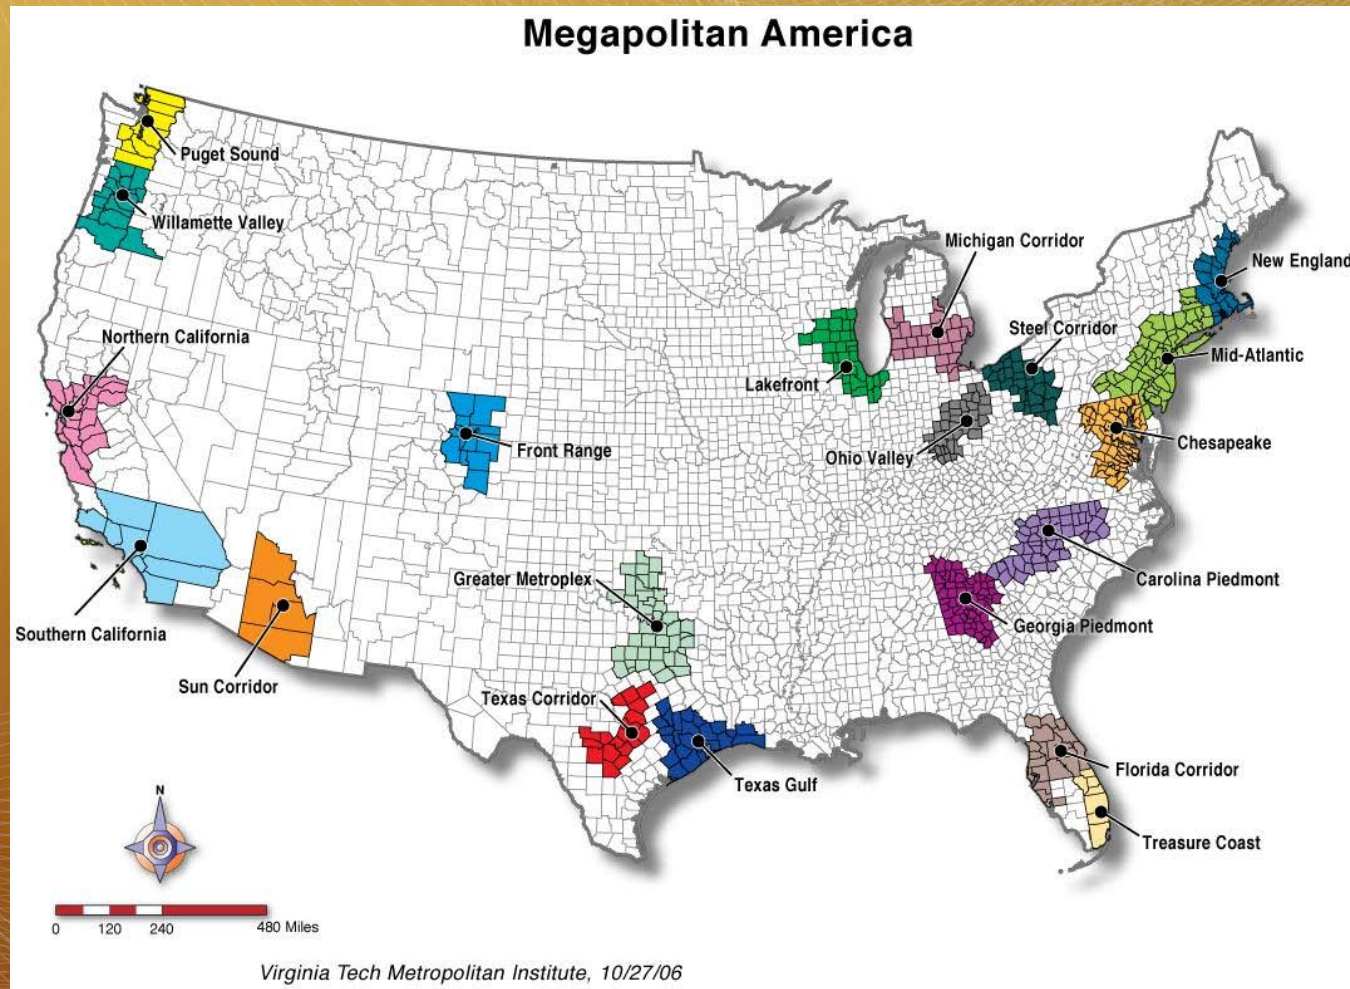 Megapolitan America
Puget Sound
Willamette Valley
Michigan Corridor
New England
Northern California
Steel Corridor
Mid-Atlantic
Lakefront
Chesapeake
Front Range
Ohio Valley
Greater Metroplex
Carolina Piedmont
Southern California
Georgia Piedmont
Sun Corridor
Texas Corridor
Florida Corridor
Texas Gulf
N
Treasure Coast
0 120 240 480 Miles
Virginia Tech Metropolitan Institute, 10/27/06